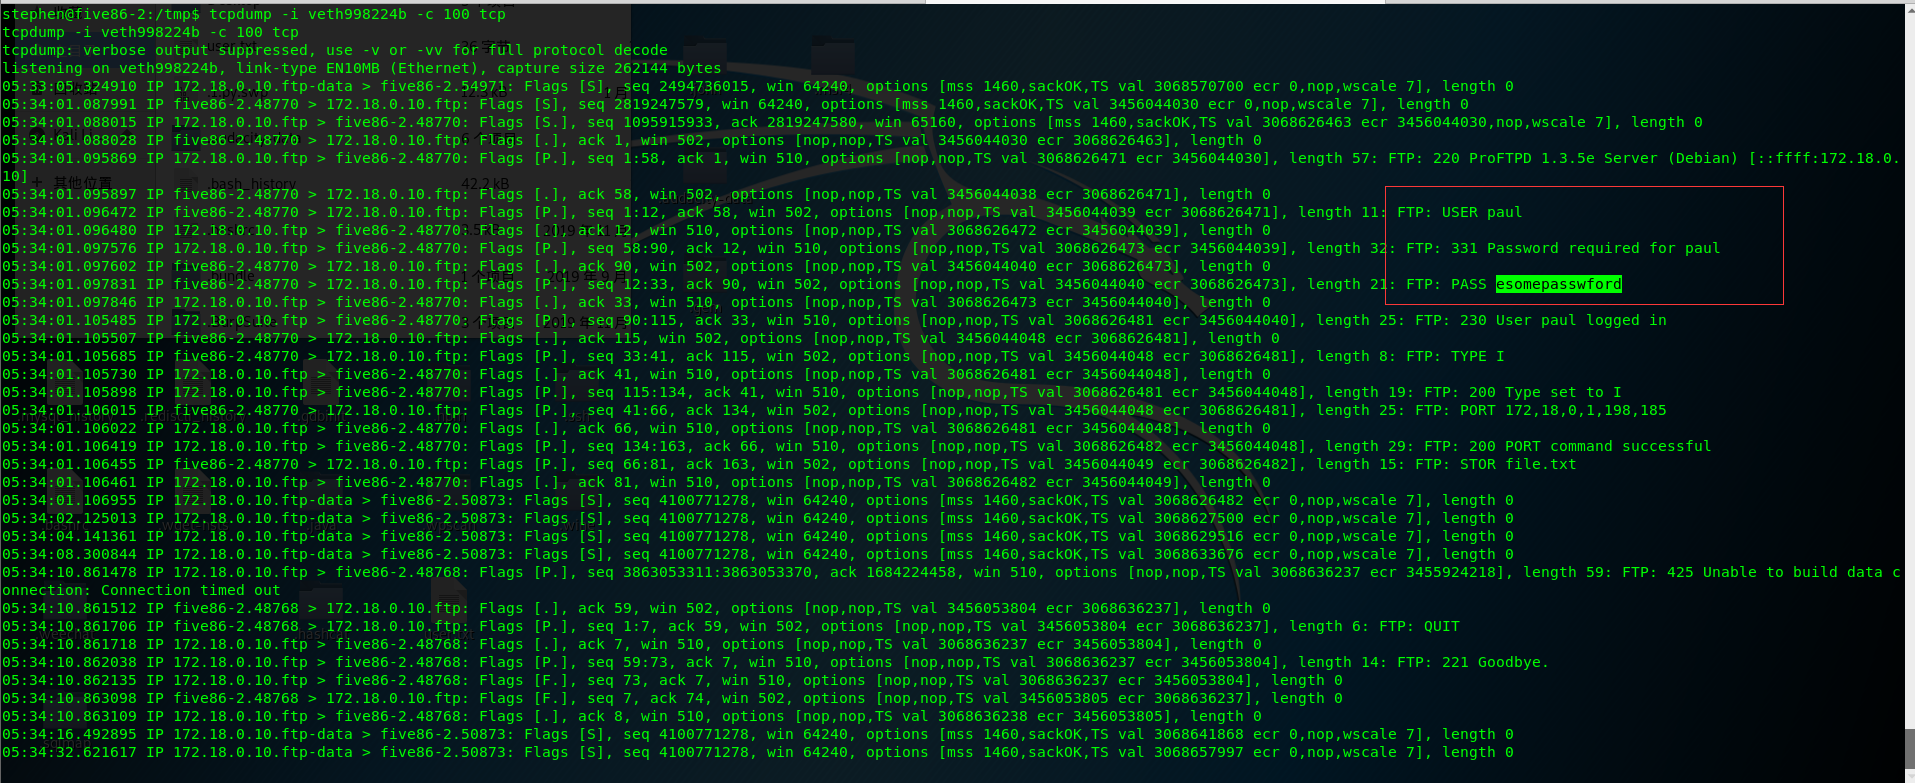 stephen@five86-2:/tmp$ tcpdump -i veth998224b -c 100 tcp
tcpdump -i veth998224b -c 100 tcp
tcpdump: verbose output suppressed, use -v or -vv for full protocol decode
listening on veth998224b, link-type EN10MB (Ethernet), capture size 262144 bytes
05:33:05.324910 IP 172.18.0.10.ftp-data > five86-2.54971: Flags [S], seq 2494736015, win 64240, options [mss 1460,sackOK,TS val 3068570700 ecr 0,nop,wscale 7], length 0
05:34:01.087991 IP five86-2.48770 > 172.18.0.10.ftp: Flags [S], seq 2819247579, win 64240, options [mss 1460,sackOK,TS val 3456044030 ecr 0,nop,wscale 7], length 0
05:34:01.088015 IP 172.18.0.10.ftp > five86-2.48770: Flags [S.], seq 1095915933, ack 2819247580, win 65160, options [mss 1460,sackOK,TS val 3068626463 ecr 3456044030,nop,wscale 7], length 0
05:34:01.088028 IP five86-2.48770 > 172.18.0.10.ftp: Flags [.], ack 1, win 502, options [nop,nop,TS val 3456044030 ecr 3068626463], length 0
05:34:01.095869 IP 172.18.0.10.ftp > five86-2.48770: Flags [P.], seq 1:58, ack 1, win 510, options [nop,nop,TS val 3068626471 ecr 3456044030], length 57: FTP: 220 ProFTPD 1.3.5e Server (Debian) [::ffff:172.18.0.
10]
+ 其他位置
.bash_history
42.2 kB
05:34:01.095897 IP five86-2.48770 > 172.18.0.10.ftp: Flags [.], ack 58, win 502, options [nop,nop,TS val 3456044038 ecr 3068626471], length 0
05:34:01.096472 IP five86-2.48770 > 172.18.0.10.ftp: Flags [P.], seq 1:12, ack 58, win 502, options [nop,nop,TS val 3456044039 ecr 3068626471], length 11: FTP: USER paul
05:34:01.096480 IP 172.18.0.10.ftp > five86-2.48770: Flags [.], ack 12, win 510, options [nop,nop,TS val 3068626472 ecr 3456044039], length 0
05:34:01.097576 IP 172.18.0.10.ftp > five86-2.48770: Flags [P.], seq 58:90, ack 12, win 510, options [nop,nop,TS val 3068626473 ecr 3456044039], length 32: FTP: 331 Password required for paul
05:34:01.097602 IP five86-2.48770 > 172.18.0.10.ftp: Flags [.], ack 90, win 502, options [nop,nop,TS val 3456044040 ecr 3068626473], length 0
05:34:01.097831 IP five86-2.48770 > 172.18.0.10.ftp: Flags [P.], seq 12:33, ack 90, win 502, options [nop,nop,TS val 3456044040 ecr 3068626473], length 21: FTP: PASS esomepasswford
05:34:01.097846 IP 172.18.0.10.ftp > five86-2.48770: Flags [.], ack 33, win 510, options [nop,nop,TS val 3068626473 ecr 3456044040], length 0
05:34:01.105485 IP 172.18.0.10.ftp > five86-2.48770: Flags [P.], seq 90:115, ack 33, win 510, options [nop,nop,TS val 3068626481 ecr 3456044040], length 25: FTP: 230 User paul logged in
05:34:01.105507 IP five86-2.48770 > 172.18.0.10.ftp: Flags [.], ack 115, win 502, options [nop,nop,TS val 3456044048 ecr 3068626481], length 0
05:34:01.105685 IP five86-2.48770 > 172.18.0.10.ftp: Flags [P.], seq 33:41, ack 115, win 502, options [nop,nop,TS val 3456044048 ecr 3068626481], length 8: FTP: TYPE I
05:34:01.105730 IP 172.18.0.10.ftp > five86-2.48770: Flags [.], ack 41, win 510, options [nop,nop,TS val 3068626481 ecr 3456044048], length 0
05:34:01.105898 IP 172.18.0.10.ftp > five86-2.48770: Flags [P.], seq 115:134, ack 41, win 510, options [nop,nop,TS val 3068626481 ecr 3456044048], length 19: FTP: 200 Type set to I
05:34:01.106015 IP five86-2.48770 > 172.18.0.10.ftp: Flags [P.], seq 41:66, ack 134, win 502, options [nop,nop,TS val 3456044048 ecr 3068626481], length 25: FTP: PORT 172,18,0,1,198,185
05:34:01.106022 IP 172.18.0.10.ftp > five86-2.48770: Flags [.], ack 66, win 510, options [nop,nop,TS val 3068626481 ecr 3456044048], length 0
05:34:01.106419 IP 172.18.0.10.ftp > five86-2.48770: Flags [P.], seq 134:163, ack 66, win 510, options [nop,nop,TS val 3068626482 ecr 3456044048], length 29: FTP: 200 PORT command successful
05:34:01.106455 IP five86-2.48770 > 172.18.0.10.ftp: Flags [P.], seq 66:81, ack 163, win 502, options [nop,nop,TS val 3456044049 ecr 3068626482], length 15: FTP: STOR file.txt
05:34:01.106461 IP 172.18.0.10.ftp > five86-2.48770: Flags [.], ack 81, win 510, options [nop,nop,TS val 3068626482 ecr 3456044049], length 0
05:34:01.106955 IP 172.18.0.10.ftp-data > five86-2.50873: Flags [S], seq 4100771278, win 64240, options [mss 1460,sackOK,TS val 3068626482 ecr 0,nop,wscale 7], length 0
05:34:02.125013 IP 172.18.0.10.ftp-data > five86-2.50873: Flags [S], seq 4100771278, win 64240, options [mss 1460,sackOK,TS val 3068627500 ecr 0,nop,wscale 7], length 0
05:34:04.141361 IP 172.18.0.10.ftp-data > five86-2.50873: Flags [S], seq 4100771278, win 64240, options [mss 1460,sackOK,TS val 3068629516 ecr 0,nop,wscale 7], length 0
05:34:08.300844 IP 172.18.0.10.ftp-data > five86-2.50873: Flags [S], seq 4100771278, win 64240, options [mss 1460,sackOK,TS val 3068633676 ecr 0,nop,wscale 7], length 0
05:34:10.861478 IP 172.18.0.10.ftp > five86-2.48768: Flags [P.], seq 3863053311:3863053370, ack 1684224458, win 510, options [nop,nop,TS val 3068636237 ecr 3455924218], length 59: FTP: 425 Unable to build data c
onnection: Connection timed out
05:34:10.861512 IP five86-2.48768 > 172.18.0.10.ftp: Flags [.], ack 59, win 502, options [nop,nop,TS val 3456053804 ecr 3068636237], length 0
05:34:10.861706 IP five86-2.48768 > 172.18.0.10.ftp: Flags [P.], seq 1:7, ack 59, win 502, options [nop,nop,TS val 3456053804 ecr 3068636237], length 6: FTP: QUIT
05:34:10.861718 IP 172.18.0.10.ftp > five86-2.48768: Flags [.], ack 7, win 510, options [nop,nop,TS val 3068636237 ecr 3456053804], length 0
05:34:10.862038 IP 172.18.0.10.ftp > five86-2.48768: Flags [P.], seq 59:73, ack 7, win 510, options [nop,nop,TS val 3068636237 ecr 3456053804], length 14: FTP: 221 Goodbye.
05:34:10.862135 IP 172.18.0.10.ftp > five86-2.48768: Flags [F.], seq 73, ack 7, win 510, options [nop,nop,TS val 3068636237 ecr 3456053804], length 0
05:34:10.863098 IP five86-2.48768 > 172.18.0.10.ftp: Flags [F.], seq 7, ack 74, win 502, options [nop,nop,TS val 3456053805 ecr 3068636237], length 0
05:34:10.863109 IP 172.18.0.10.ftp > five86-2.48768: Flags [.], ack 8, win 510, options [nop,nop,TS val 3068636238 ecr 3456053805], length 0
05:34:16.492895 IP 172.18.0.10.ftp-data > five86-2.50873: Flags [S], seq 4100771278, win 64240, options [mss 1460,sackOK,TS val 3068641868 ecr 0,nop,wscale 7], length 0
05:34:32.621617 IP 172.18.0.10.ftp-data > five86-2.50873: Flags [S], seq 4100771278, win 64240, options [mss 1460,sackOK,TS val 3068657997 ecr 0,nop,wscale 7], length 0